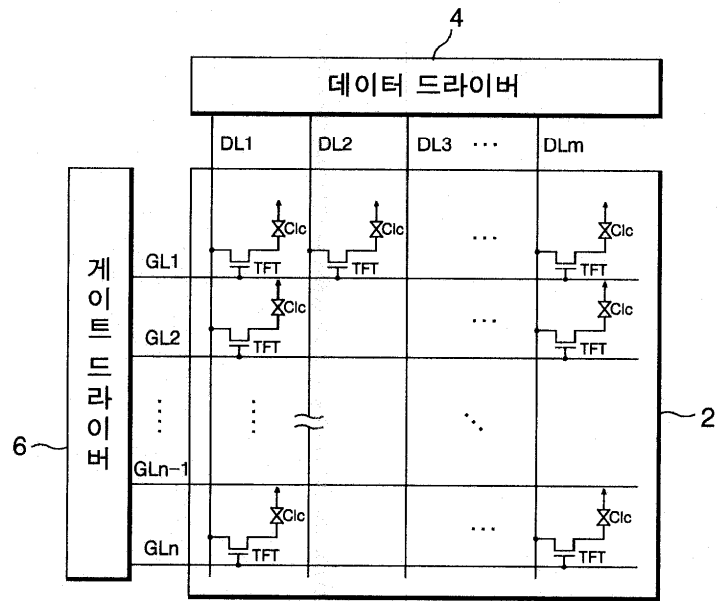 4
데이터 드라이버
DL1 DL2 DL3 ··· DLm
Clc Clc ··· Clc
GL1 TFT TFT TFT
게이트 드라이버
Clc ··· Clc
GL2 TFT TFT
6
2
GLn-1
Clc ··· Clc
GLn TFT TFT